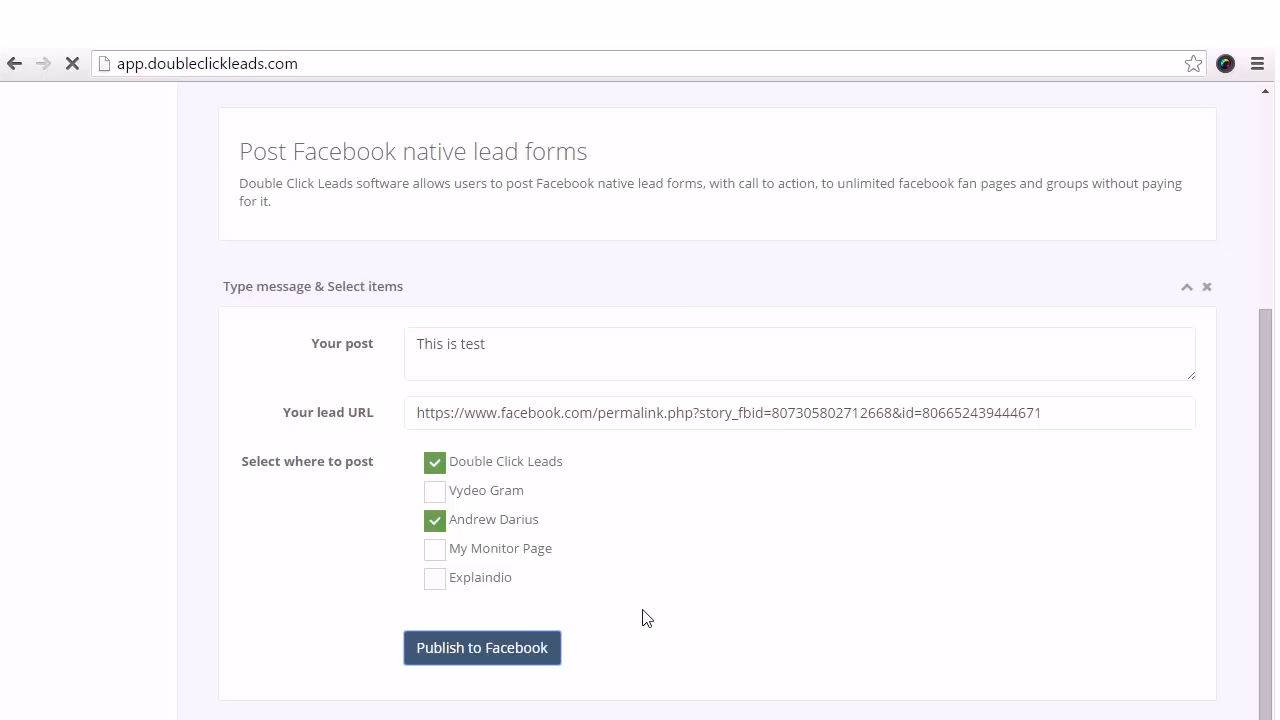 app.doubleclickleads.com
Post Facebook native lead forms
Double Click Leads software allows users to post Facebook native lead forms, with call to action, to unlimited facebook fan pages and groups without paying
for it.
Type message & Select items
Your post
This is test
Your lead URL
https://www.facebook.com/permalink.php?story_fbid=807305802712668&id=806652439444671
Select where to post
Double Click Leads
Vydeo Gram
Andrew Darius
My Monitor Page
Explaindio
Publish to Facebook